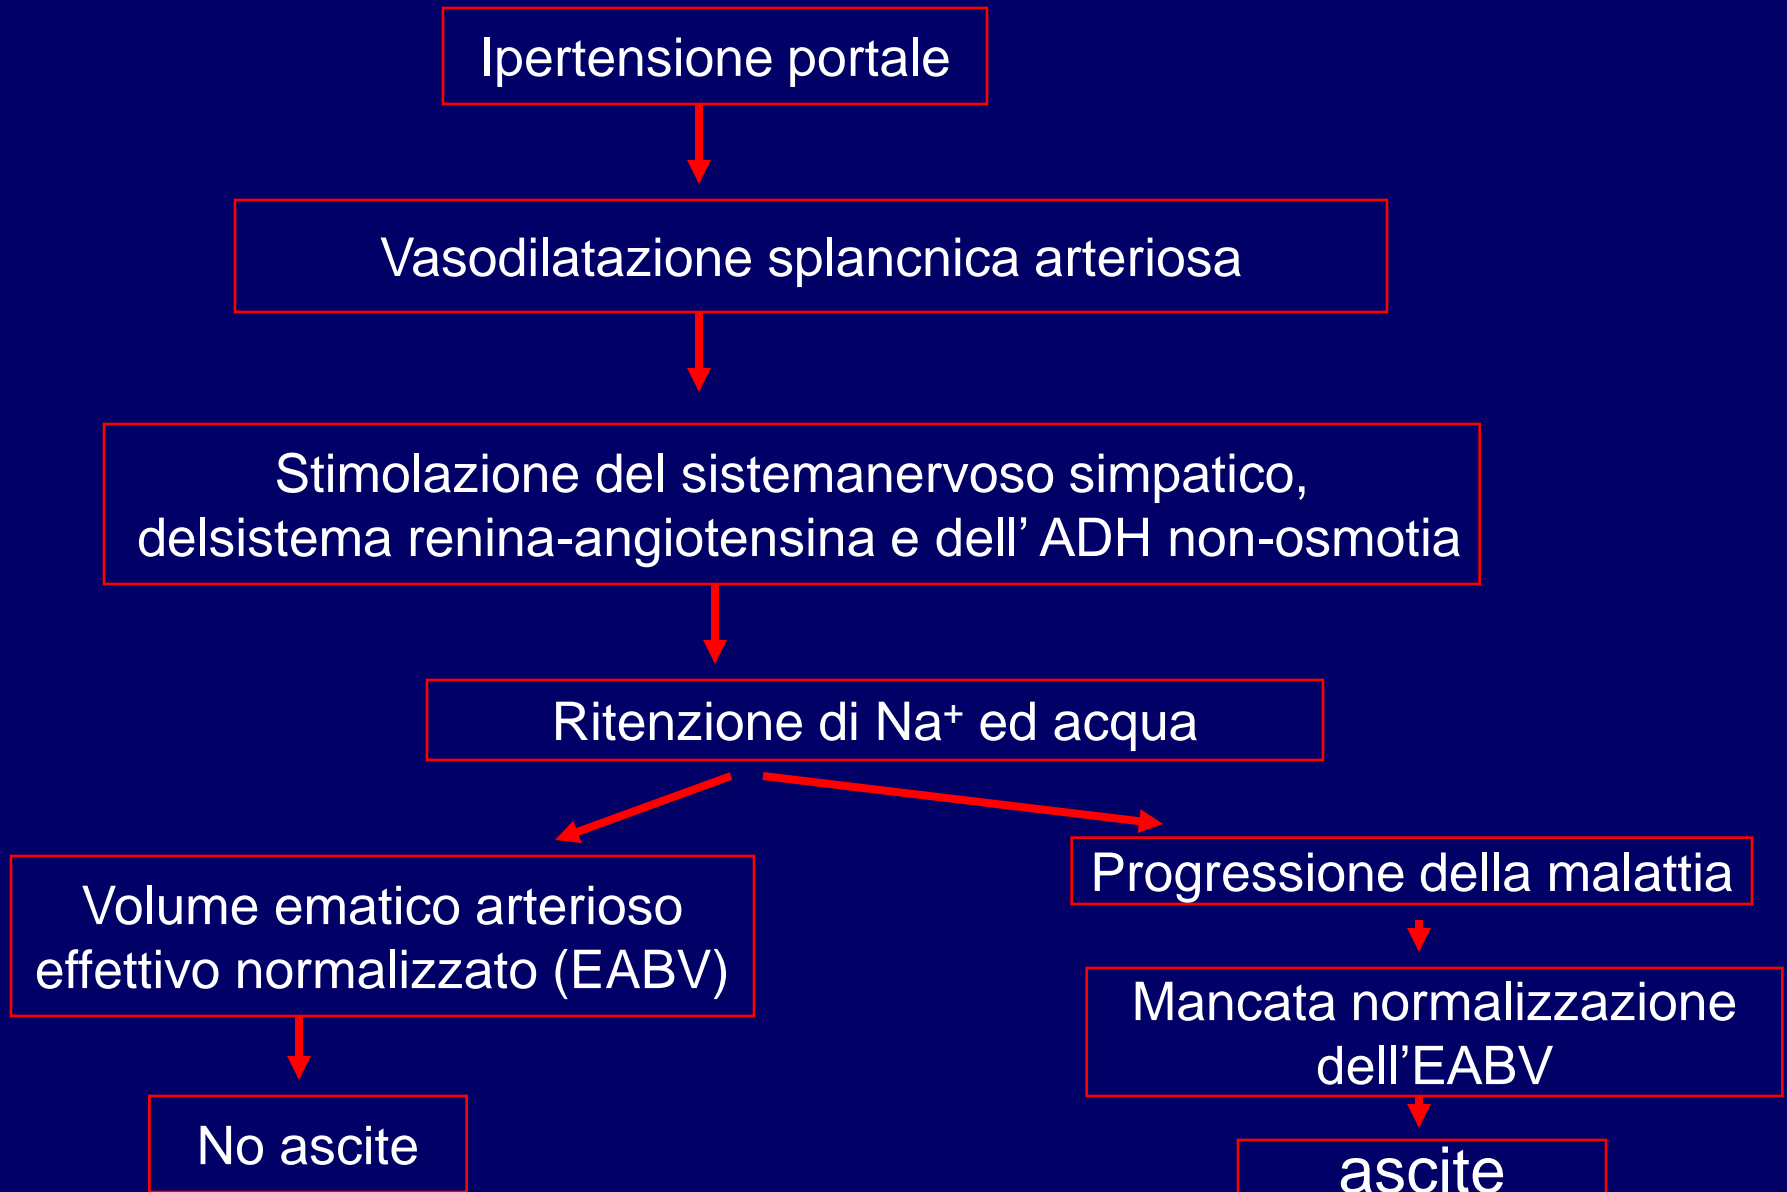 Ipertensione portale
Vasodilatazione splancnica arteriosa
Stimolazione del sistemanervoso simpatico,
delsistema renina-angiotensina e dell’ ADH non-osmotia
Ritenzione di Na⁺ ed acqua
Volume ematico arterioso
effettivo normalizzato (EABV)
No ascite
Progressione della malattia
Mancata normalizzazione
dell’EABV
ascite